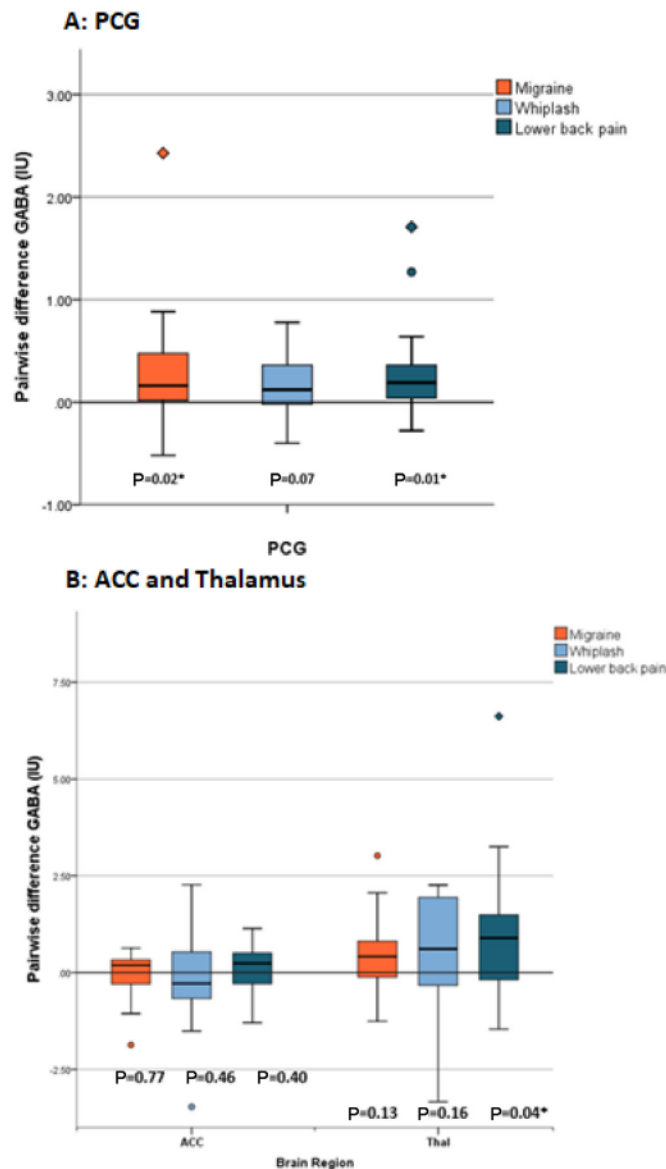 A: PCG
3.00
2.00
1.00
.00
-1.00
Pairwise difference GABA (IU)
Migraine
Whiplash
Lower back pain
P=0.02*
P=0.07
P=0.01*
PCG
B: ACC and Thalamus
7.50
5.00
2.50
.00
-2.50
Pairwise difference GABA (IU)
Migraine
Whiplash
Lower back pain
P=0.77
P=0.46
P=0.40
P=0.13
P=0.16
P=0.04*
ACC
Thal
Brain Region